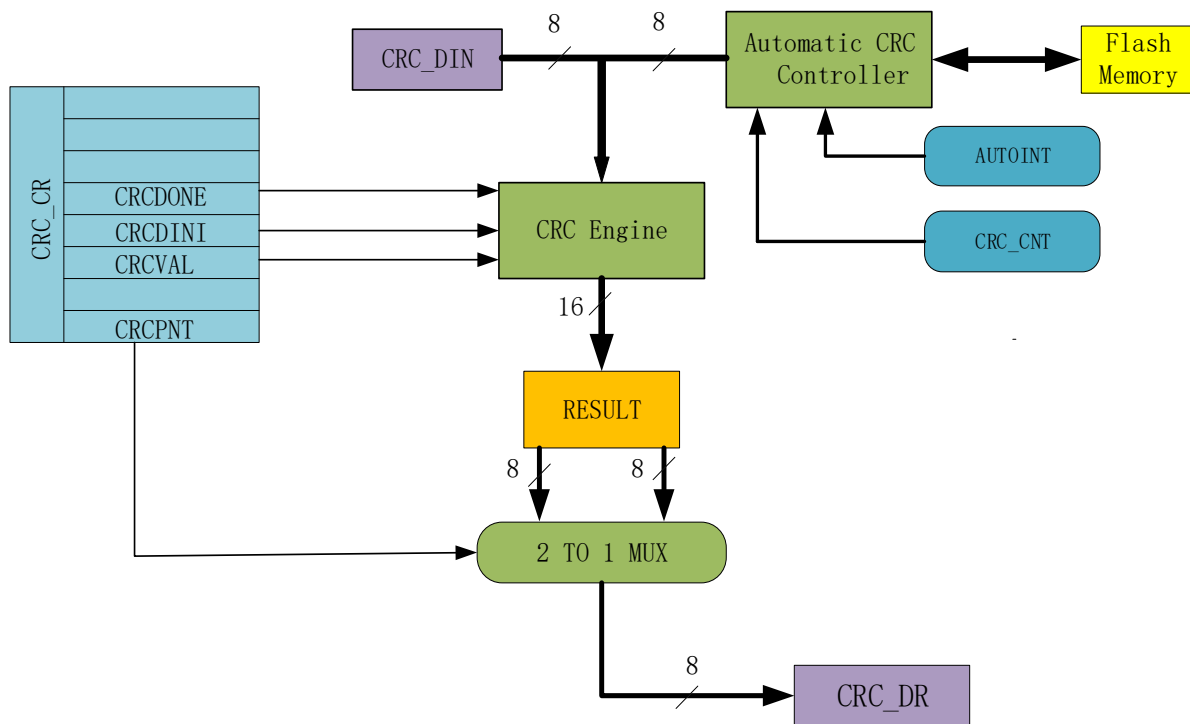 8
8
CRC_DIN
Automatic CRC
Controller
Flash
Memory
AUTOINT
CRC_CR
CRCDONE
CRCDINI
CRCVAL
CRCPNT
CRC Engine
CRC_CNT
16
RESULT
8
8
2 TO 1 MUX
8
CRC_DR